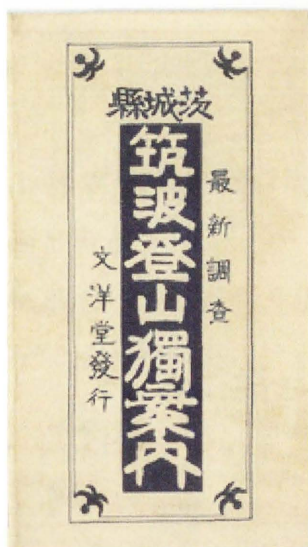 茨城縣
最新調査
筑波登山獨案内
文洋堂發行